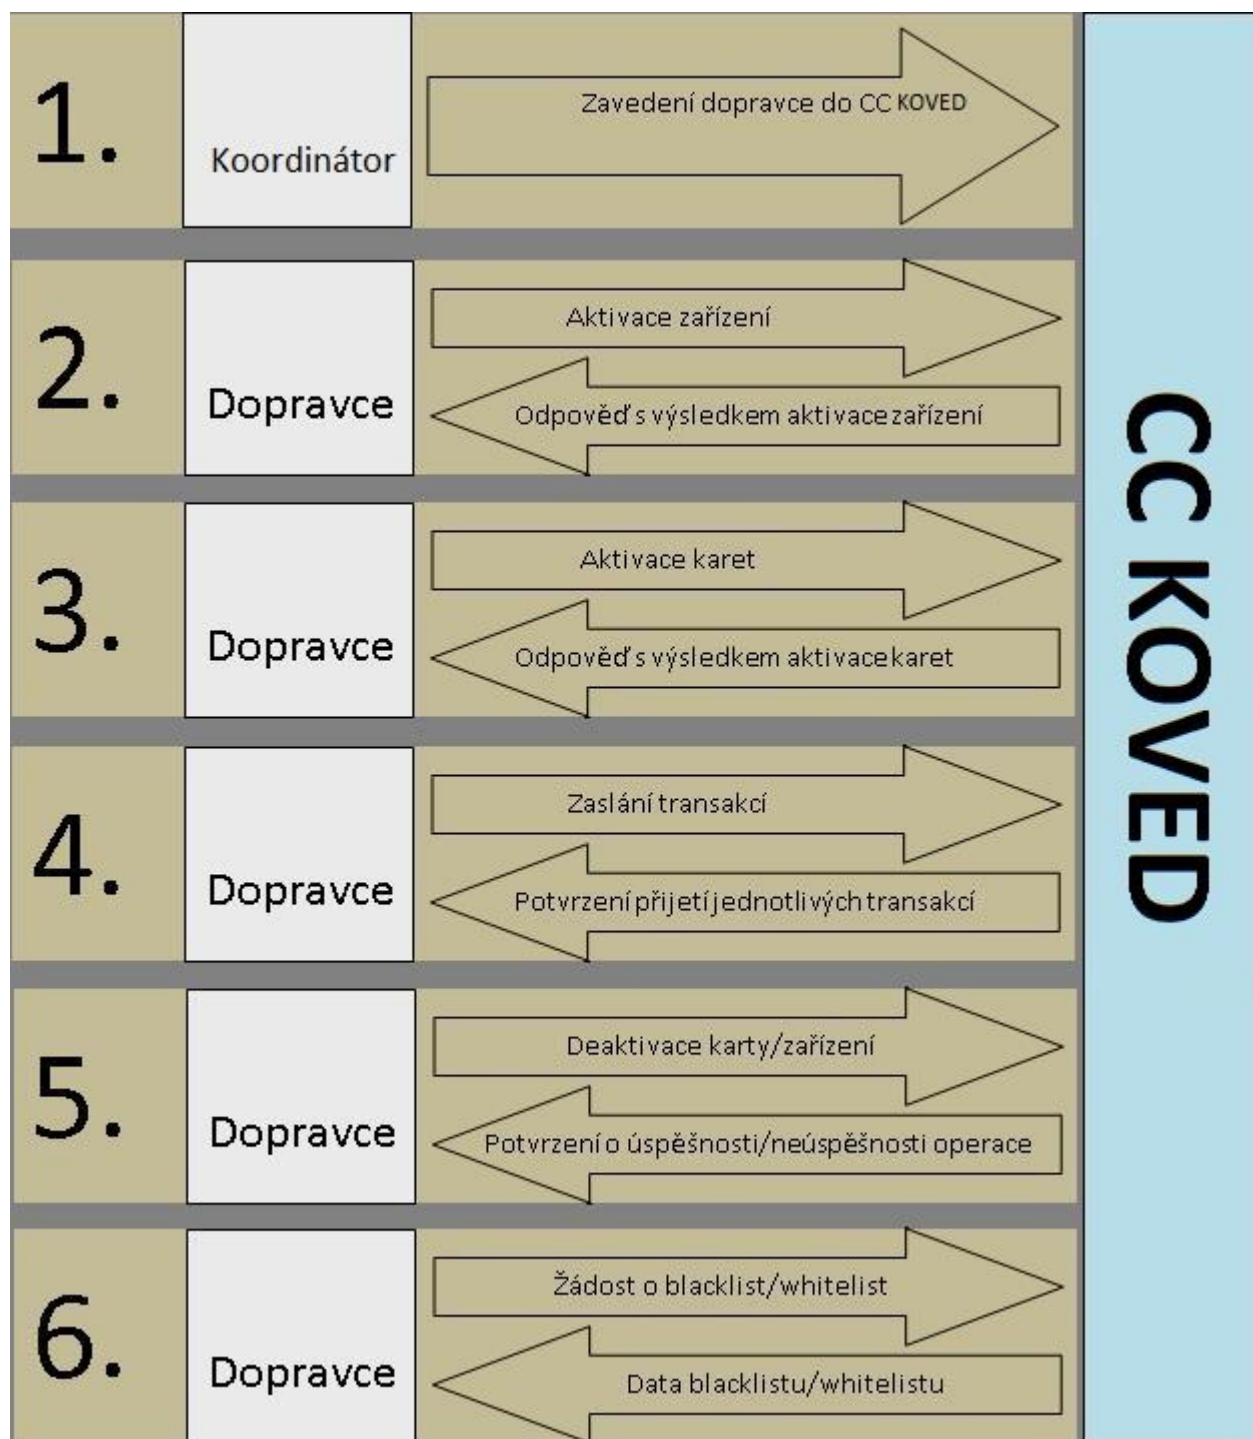 1.
Koordinátor
Zavedení dopravce do CC KOVED
2.
Dopravce
Aktivace zařízení
Odpověď s výsledkem aktivace zařízení
3.
Dopravce
Aktivace karet
Odpověď s výsledkem aktivace karet
4.
Dopravce
Zaslání transakcí
Potvrzení přijetí jednotlivých transakcí
5.
Dopravce
Deaktivace karty/zařízení
Potvrzení o úspěšnosti/neúspěšnosti operace
6.
Dopravce
Žádost o blacklist/whitelist
Data blacklistu/whitelistu
CC KOVED